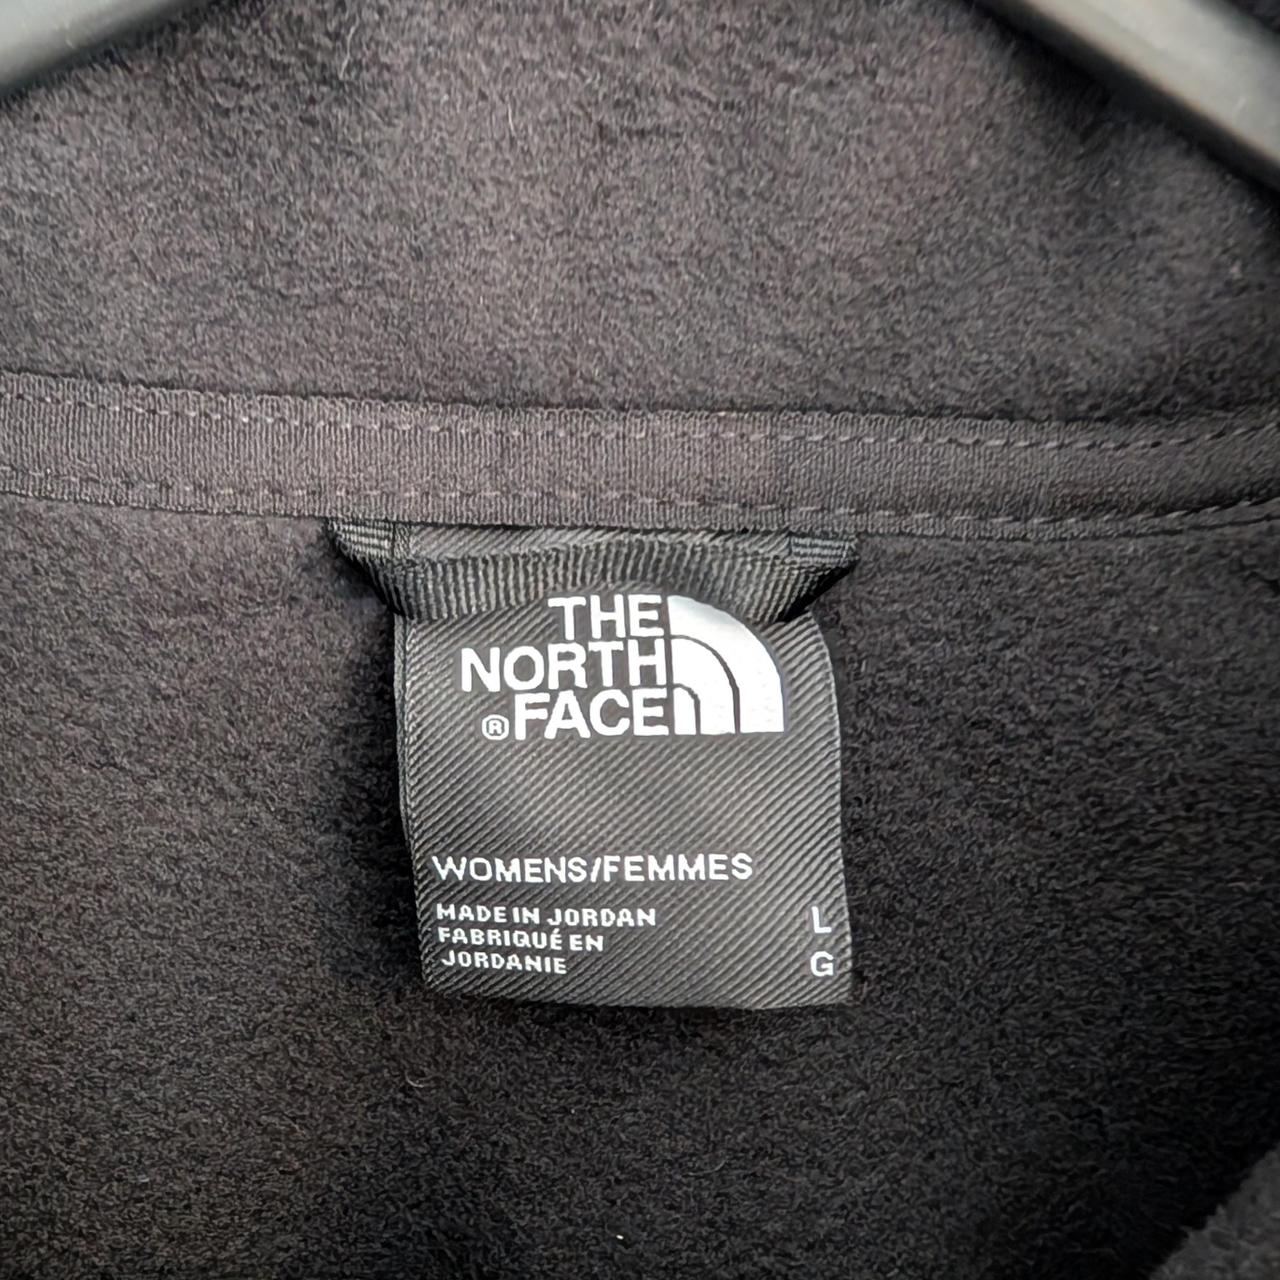 THE
NORTH
®FACE
WOMENS/FEMMES
MADE IN JORDAN
FABRIQUÉ EN
JORDANIE
L
G